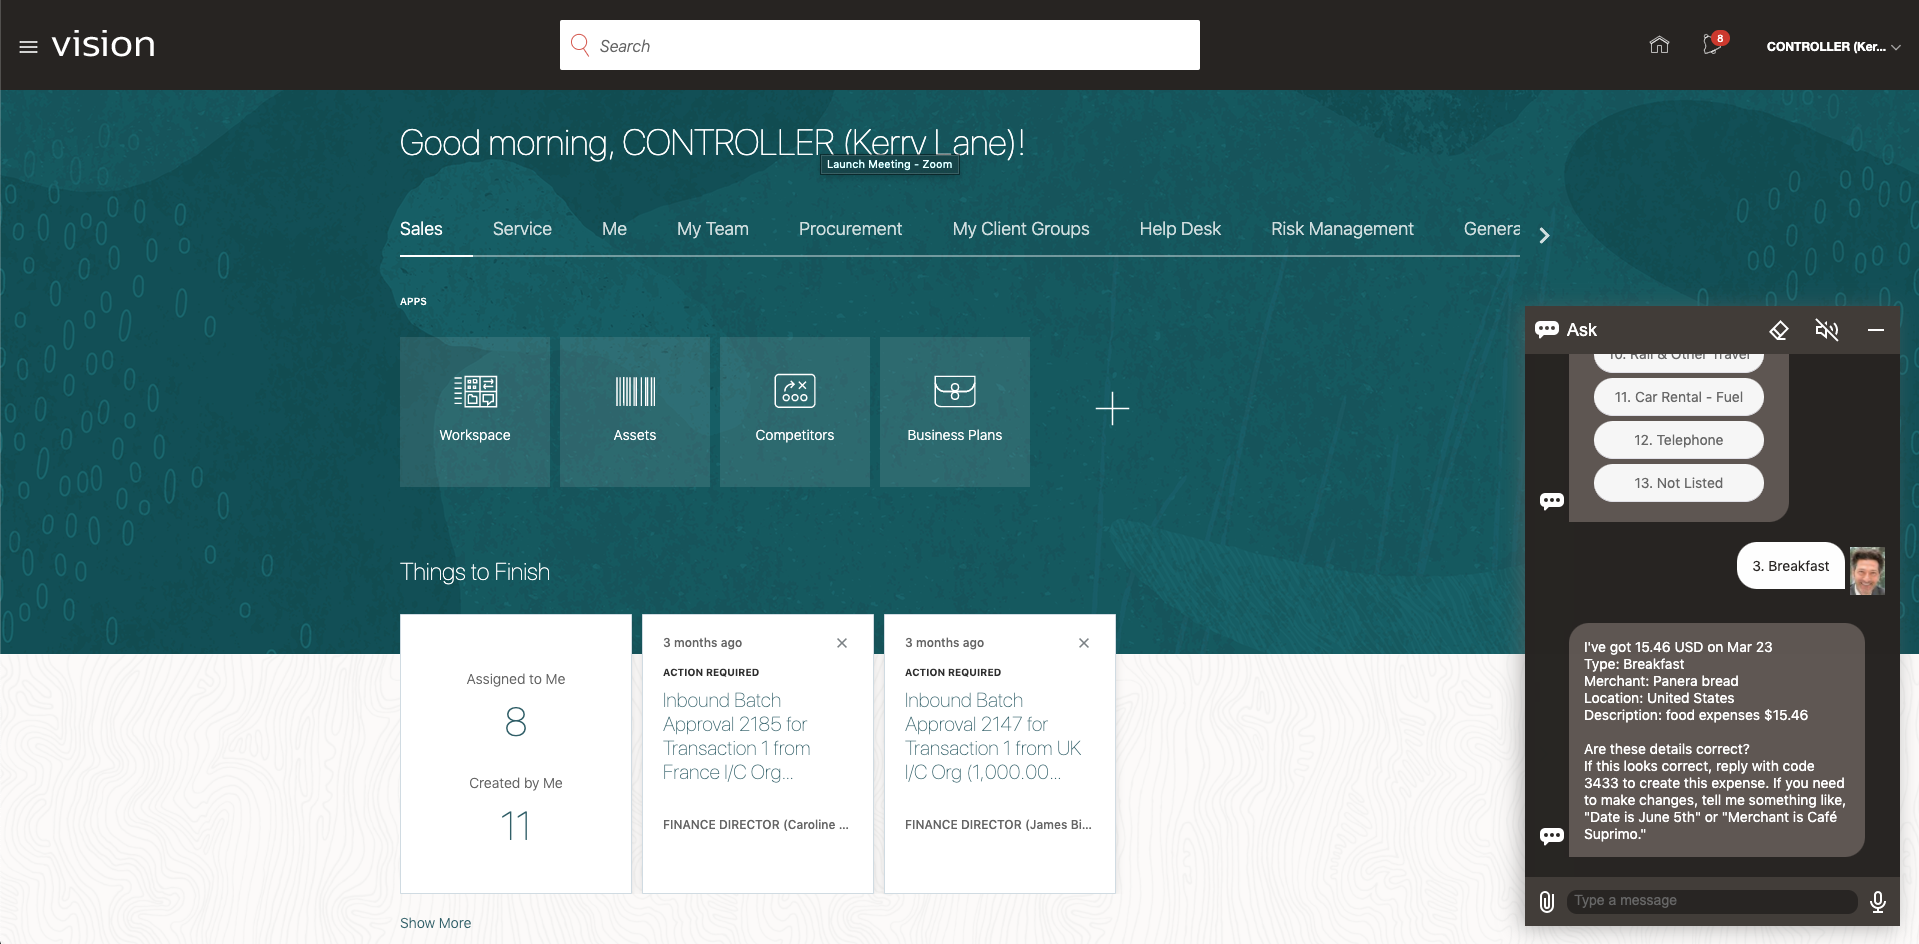 vision
Search
8
CONTROLLER (Ker...
Good morning, CONTROLLER (Kerry Lane)!
Launch Meeting - Zoom
Sales
Service
Me
My Team
Procurement
My Client Groups
Help Desk
Risk Management
Genera
APPS
Workspace
Assets
Competitors
Business Plans
Things to Finish
Assigned to Me
8
Created by Me
11
3 months ago
ACTION REQUIRED
Inbound Batch
Approval 2185 for
Transaction 1 from
France I/C Org...
FINANCE DIRECTOR (Caroline ...
3 months ago
ACTION REQUIRED
Inbound Batch
Approval 2147 for
Transaction 1 from UK
I/C Org (1,000.00...
FINANCE DIRECTOR (James Bi...
Show More
Ask
10. Rail & Other Travel
11. Car Rental - Fuel
12. Telephone
13. Not Listed
3. Breakfast
I've got 15.46 USD on Mar 23
Type: Breakfast
Merchant: Panera bread
Location: United States
Description: food expenses $15.46
Are these details correct?
If this looks correct, reply with code
3433 to create this expense. If you need
to make changes, tell me something like,
"Date is June 5th" or "Merchant is Café
Suprimo."
Type a message